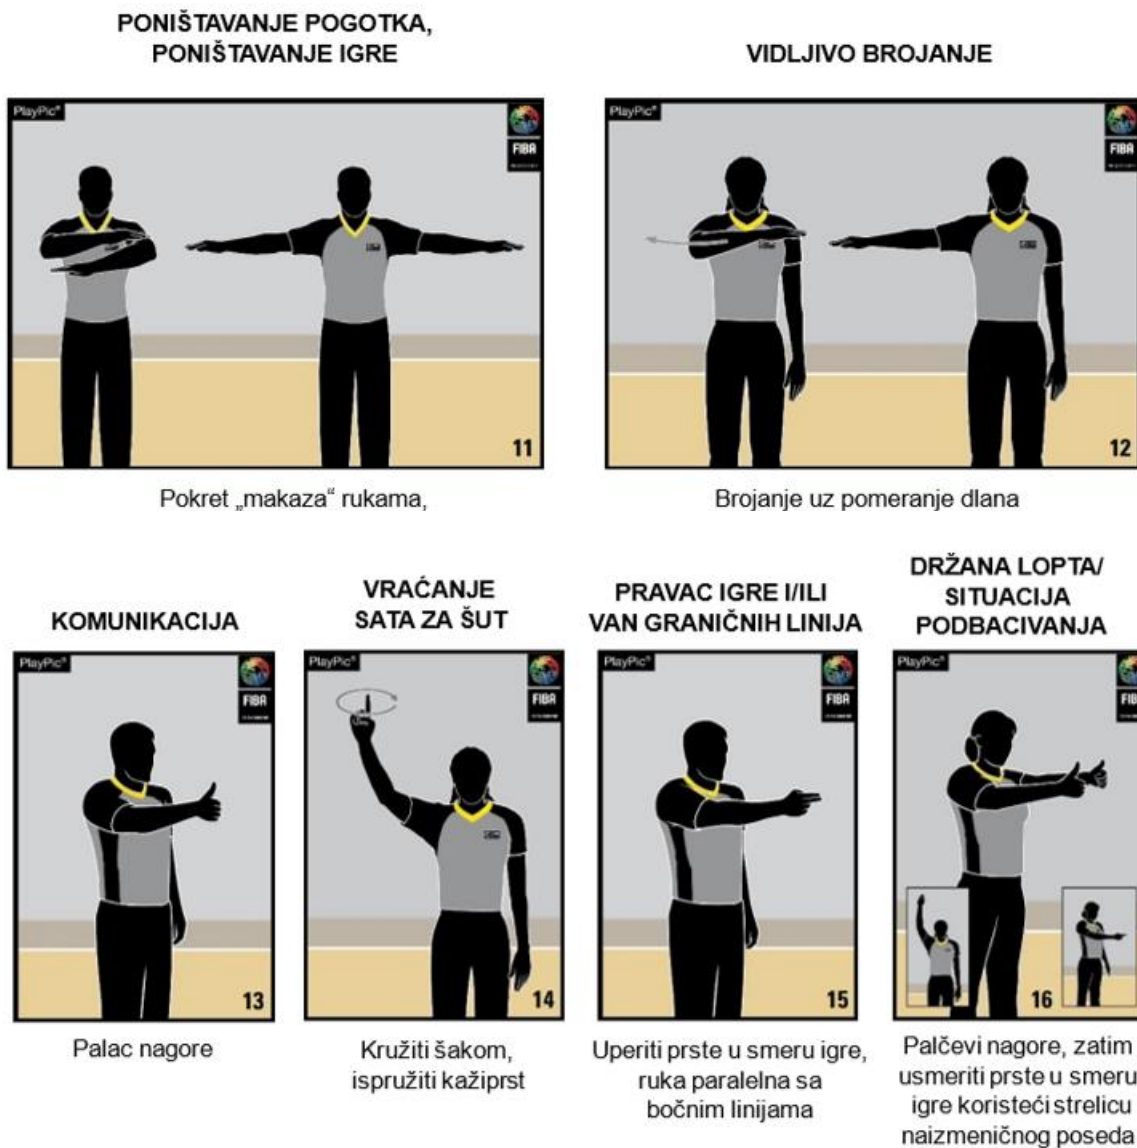 PONIŠTAVANJE POGOTKA,
PONIŠTAVANJE IGRE
VIDLJIVO BROJANJE
PlayPic®
FIBA
11
PlayPic®
FIBA
12
Pokret „makaza“ rukama,
Brojanje uz pomeranje dlana
KOMUNIKACIJA
VRAĆANJE
SATA ZA ŠUT
PRAVAC IGRE I/ILI
VAN GRANIČNIH LINIJA
DRŽANA LOPTA/
SITUACIJA
PODBACIVANJA
PlayPic®
FIBA
13
PlayPic®
FIBA
14
PlayPic®
FIBA
15
PlayPic®
FIB
16
Palac nagore
Kružiti šakom,
ispružiti kažiprst
Uperiti prste u smeru igre,
ruka paralelna sa
bočnim linijama
Palčevi nagore, zatim
usmeriti prste u smeru
igre koristeći strelicu
naizmeničnog poseda